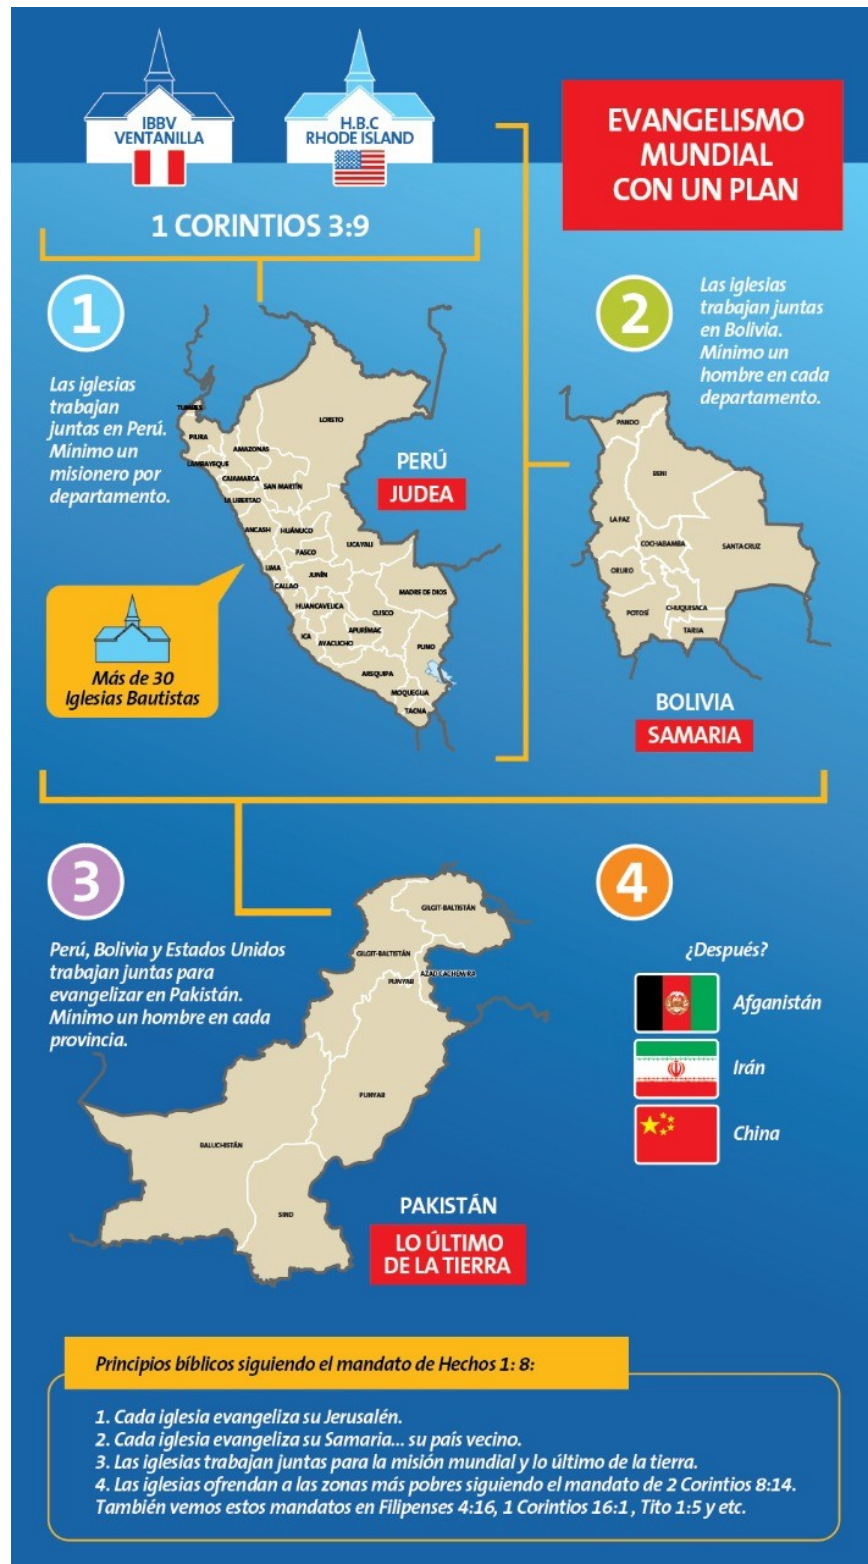 IBBV
VENTANILLA
H.B.C
RHODE ISLAND
EVANGELISMO
MUNDIAL
CON UN PLAN
1 CORINTIOS 3:9
1
Las iglesias
trabajan
juntas en Perú.
Mínimo un
misionero por
departamento.
TUMBES
PIURA
LAMBAYEQUE
CAJAMARCA
LA LIBERTAD
AMAZONAS
SAN MARTÍN
LORETO
ANCASH
HUÁNUCO
UCAYALI
PASCO
LIMA
JUNÍN
CALLAO
HUANCAVELICA
MADRE DE DIOS
CUSCO
ICA
APURÍMAC
AYACUCHO
PUNO
AREQUIPA
MOQUEGUA
TACNA
PERÚ
JUDEA
Más de 30
Iglesias Bautistas
2
Las iglesias
trabajan juntas
en Bolivia.
Mínimo un
hombre en cada
departamento.
PANDO
BENI
LA PAZ
COCHABAMBA
SANTA CRUZ
ORURO
POTOSÍ
CHUQUISACA
TARIJA
BOLIVIA
SAMARIA
3
Perú, Bolivia y Estados Unidos
trabajan juntas para
evangelizar en Pakistán.
Mínimo un hombre en cada
provincia.
GILGIT-BALTISTÁN
GILGIT-BALTISTÁN
PUNYAB
PUNYAB
BALUCHISTÁN
SIND
PAKISTÁN
LO ÚLTIMO
DE LA TIERRA
4
¿Después?
Afganistán
Irán
China
Principios bíblicos siguiendo el mandato de Hechos 1: 8:
1. Cada iglesia evangeliza su Jerusalén.
2. Cada iglesia evangeliza su Samaria... su país vecino.
3. Las iglesias trabajan juntas para la misión mundial y lo último de la tierra.
4. Las iglesias ofrendan a las zonas más pobres siguiendo el mandato de 2 Corintios 8:14.
También vemos estos mandatos en Filipenses 4:16, 1 Corintios 16:1 , Tito 1:5 y etc.